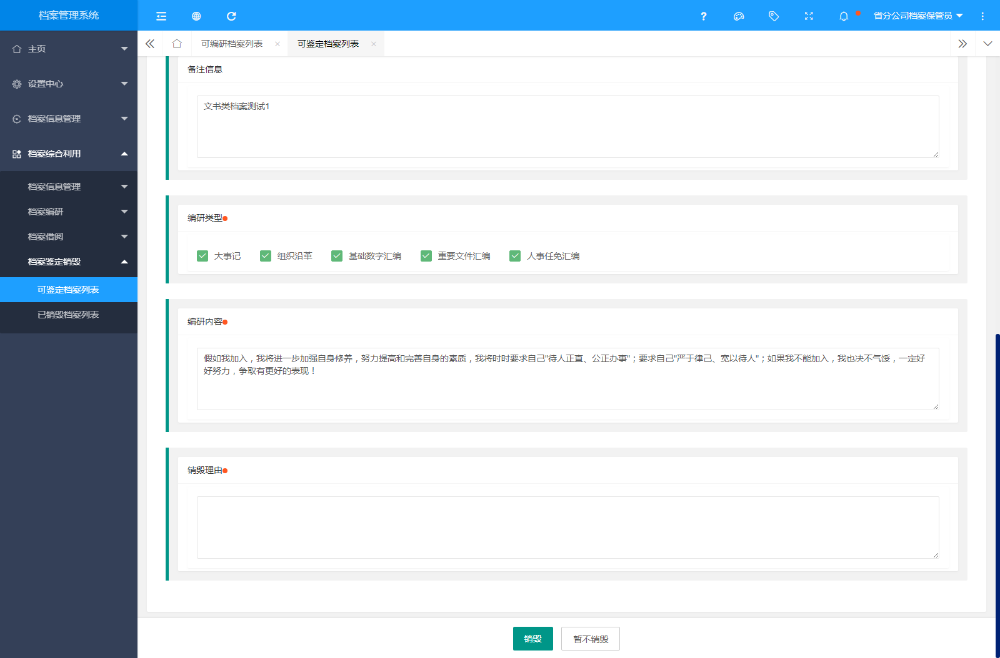 档案管理系统
?
省分公司档案保管员
可编研档案列表
可鉴定档案列表
主页
设置中心
档案信息管理
档案综合利用
档案信息管理
档案编研
档案借阅
档案鉴定销毁
可鉴定档案列表
已销毁档案列表
备注信息
文书类档案测试1
编研类型
大事记
组织沿革
基础数字汇编
重要文件汇编
人事任免汇编
编研内容
假如我加入，我将进一步加强自身修养，努力提高和完善自身的素质，我将时时要求自己"待人正直、公正办事"；要求自己"严于律己、宽以待人"；如果我不能加入，我也决不气馁，一定好
好努力，争取有更好的表现！
销毁理由
销毁
暂不销毁